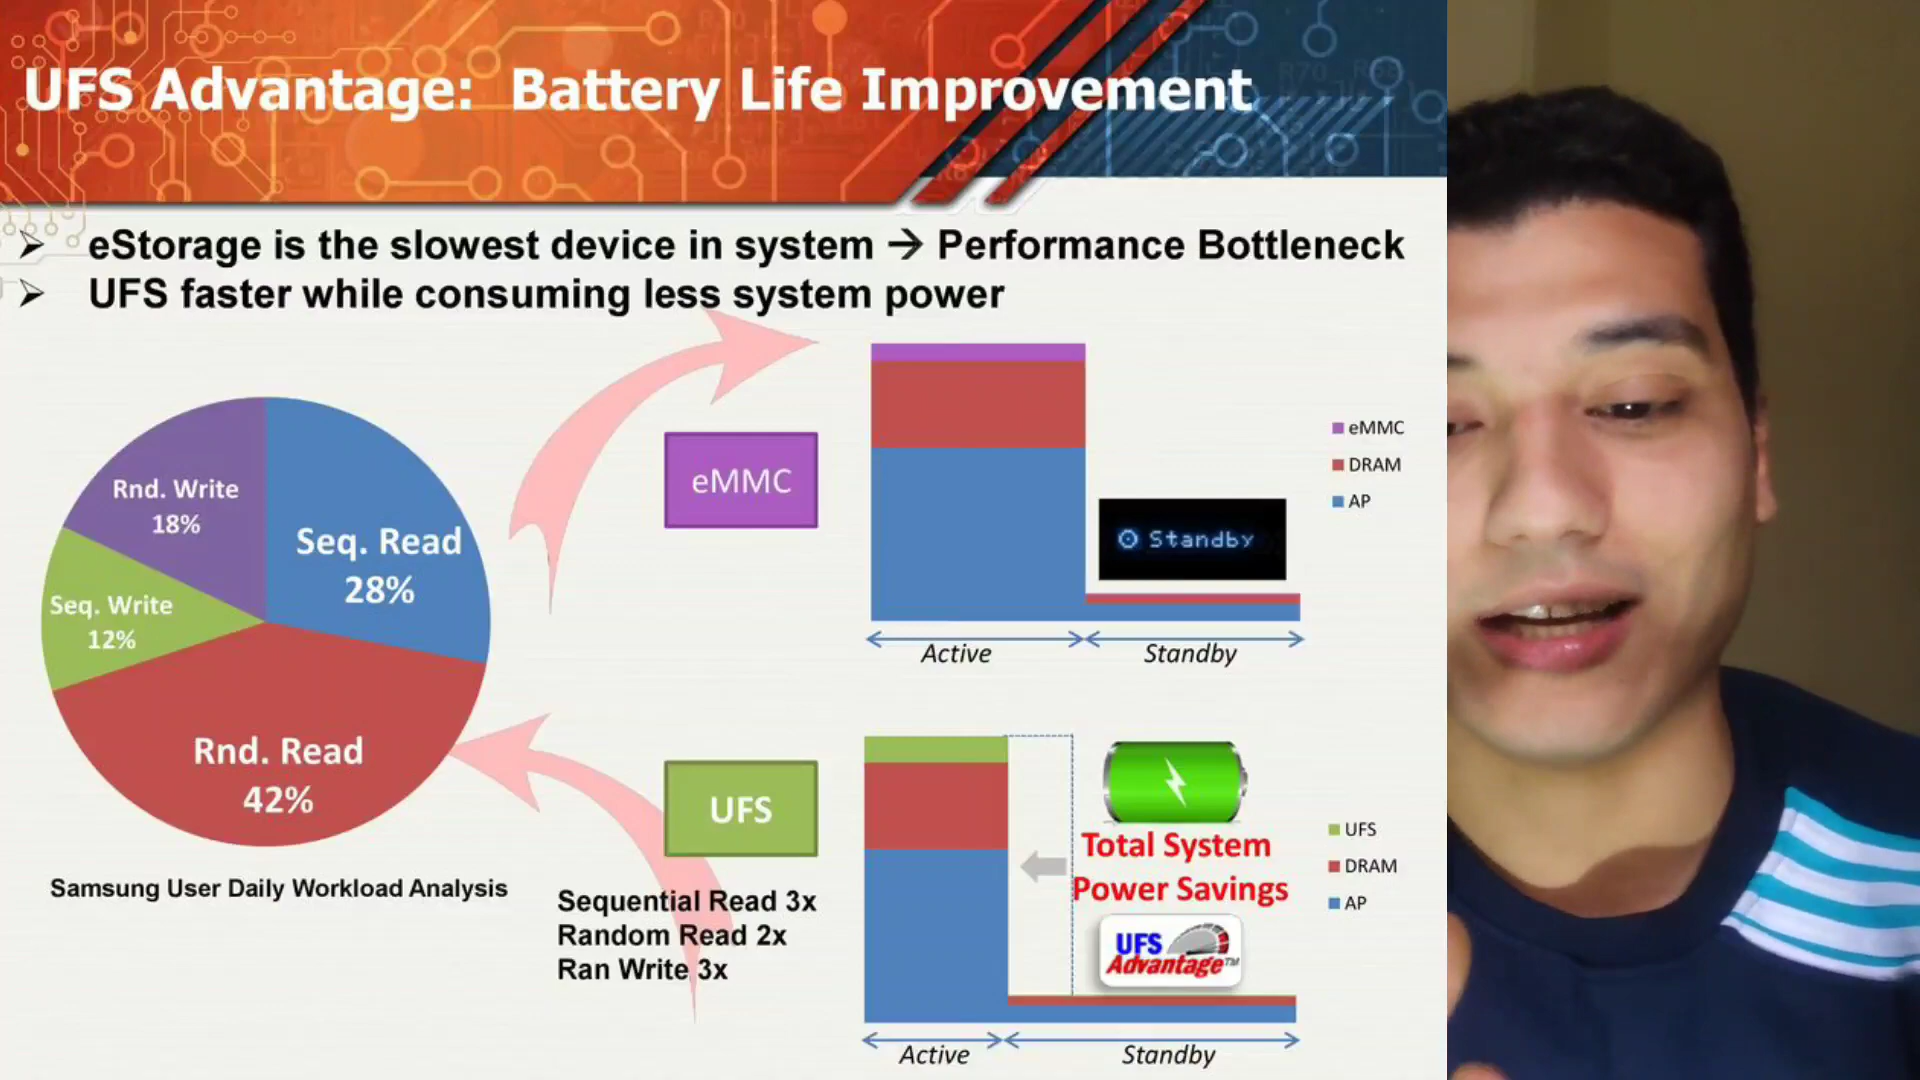 UFS Advantage: Battery Life Improvement
➢ eStorage is the slowest device in system → Performance Bottleneck
➢ UFS faster while consuming less system power
Rnd. Write
18%
Seq. Read
28%
Seq. Write
12%
Rnd. Read
42%
Samsung User Daily Workload Analysis
eMMC
eMMC
DRAM
AP
Standby
Active
Standby
UFS
Sequential Read 3x
Random Read 2x
Ran Write 3x
Total System
Power Savings
UFS
Advantage™
UFS
DRAM
AP
Active
Standby